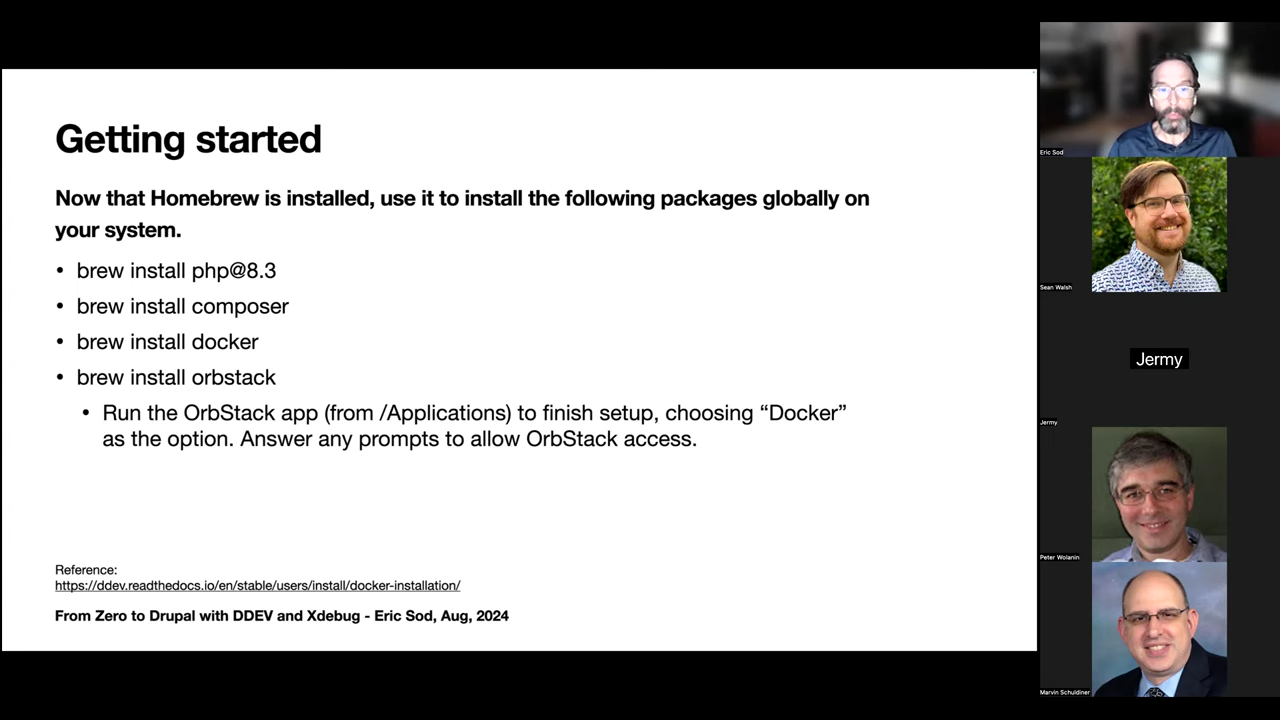 Getting started
Now that Homebrew is installed, use it to install the following packages globally on
your system.
• brew install php@8.3
• brew install composer
• brew install docker
• brew install orbstack
• Run the OrbStack app (from /Applications) to finish setup, choosing “Docker”
as the option. Answer any prompts to allow OrbStack access.
Reference:
https://ddev.readthedocs.io/en/stable/users/install/docker-installation/
From Zero to Drupal with DDEV and Xdebug - Eric Sod, Aug, 2024
Eric Sod
Sean Walsh
Jermy
Jermy
Peter Wolanin
Marvin Schuldiner